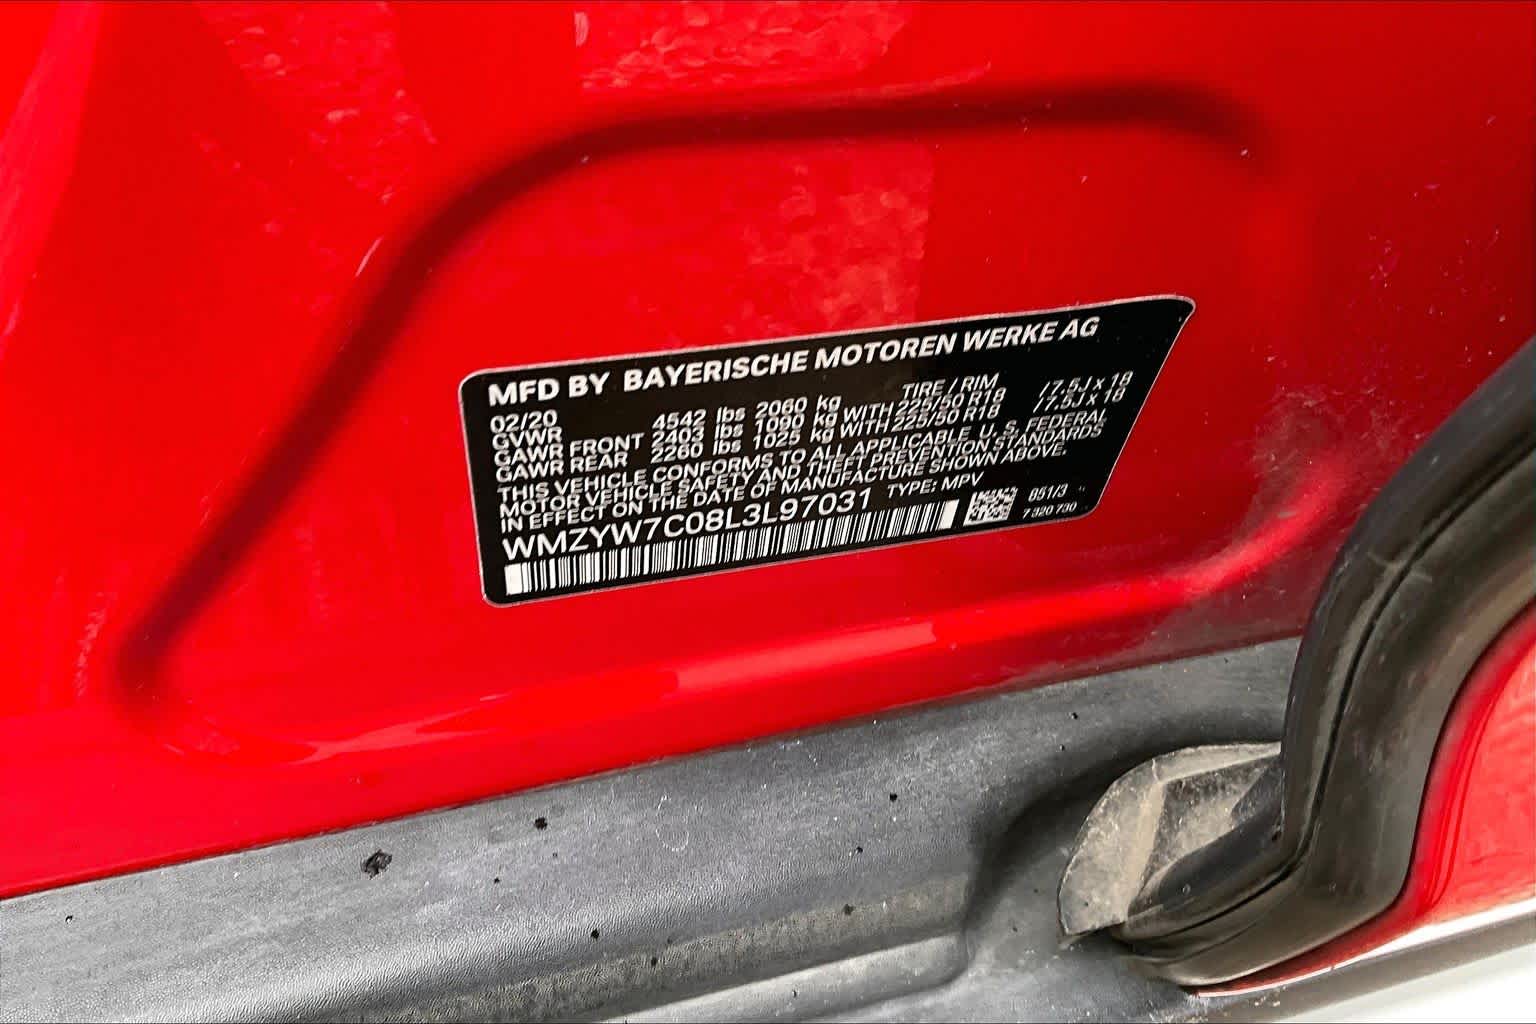 MFD BY BAYERISCHE MOTOREN WERKE AG
02/20 TIRE / RIM
GVWR 4542 lbs 2060 kg
GAWR FRONT 2403 lbs 1090 kg WITH 225/50 R18 /7.5J x 18
GAWR REAR 2260 lbs 1025 kg WITH 225/50 R18 /7.5J x 18
THIS VEHICLE CONFORMS TO ALL APPLICABLE U. S. FEDERAL
MOTOR VEHICLE SAFETY AND THEFT PREVENTION STANDARDS
IN EFFECT ON THE DATE OF MANUFACTURE SHOWN ABOVE.
WMZYW7C08L3L97031 TYPE: MPV
851/3
7 320 730